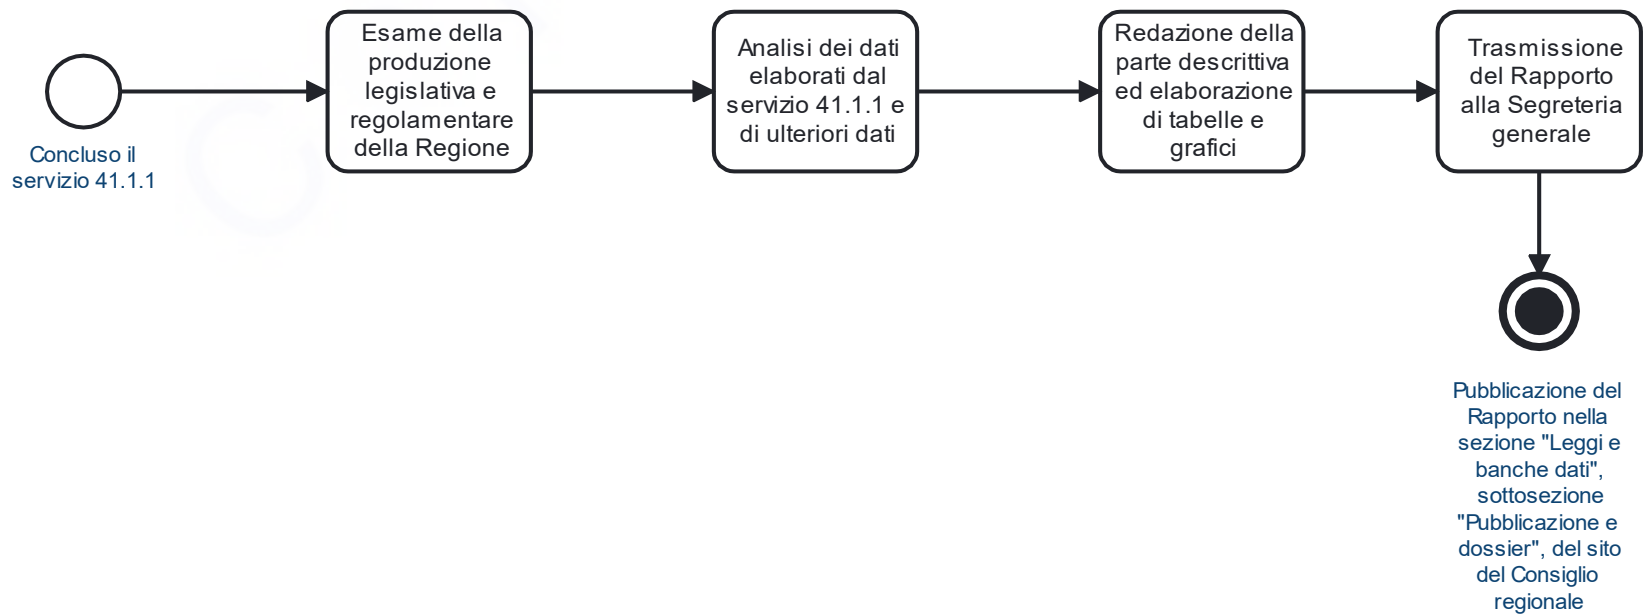 Concluso il
servizio 41.1.1
Esame della
produzione
legislativa e
regolamentare
della Regione
Analisi dei dati
elaborati dal
servizio 41.1.1 e
di ulteriori dati
Redazione della
parte descrittiva
ed elaborazione
di tabelle e
grafici
Trasmissione
del Rapporto
alla Segreteria
generale
Pubblicazione del
Rapporto nella
sezione "Leggi e
banche dati",
sottosezione
"Pubblicazione e
dossier", del sito
del Consiglio
regionale